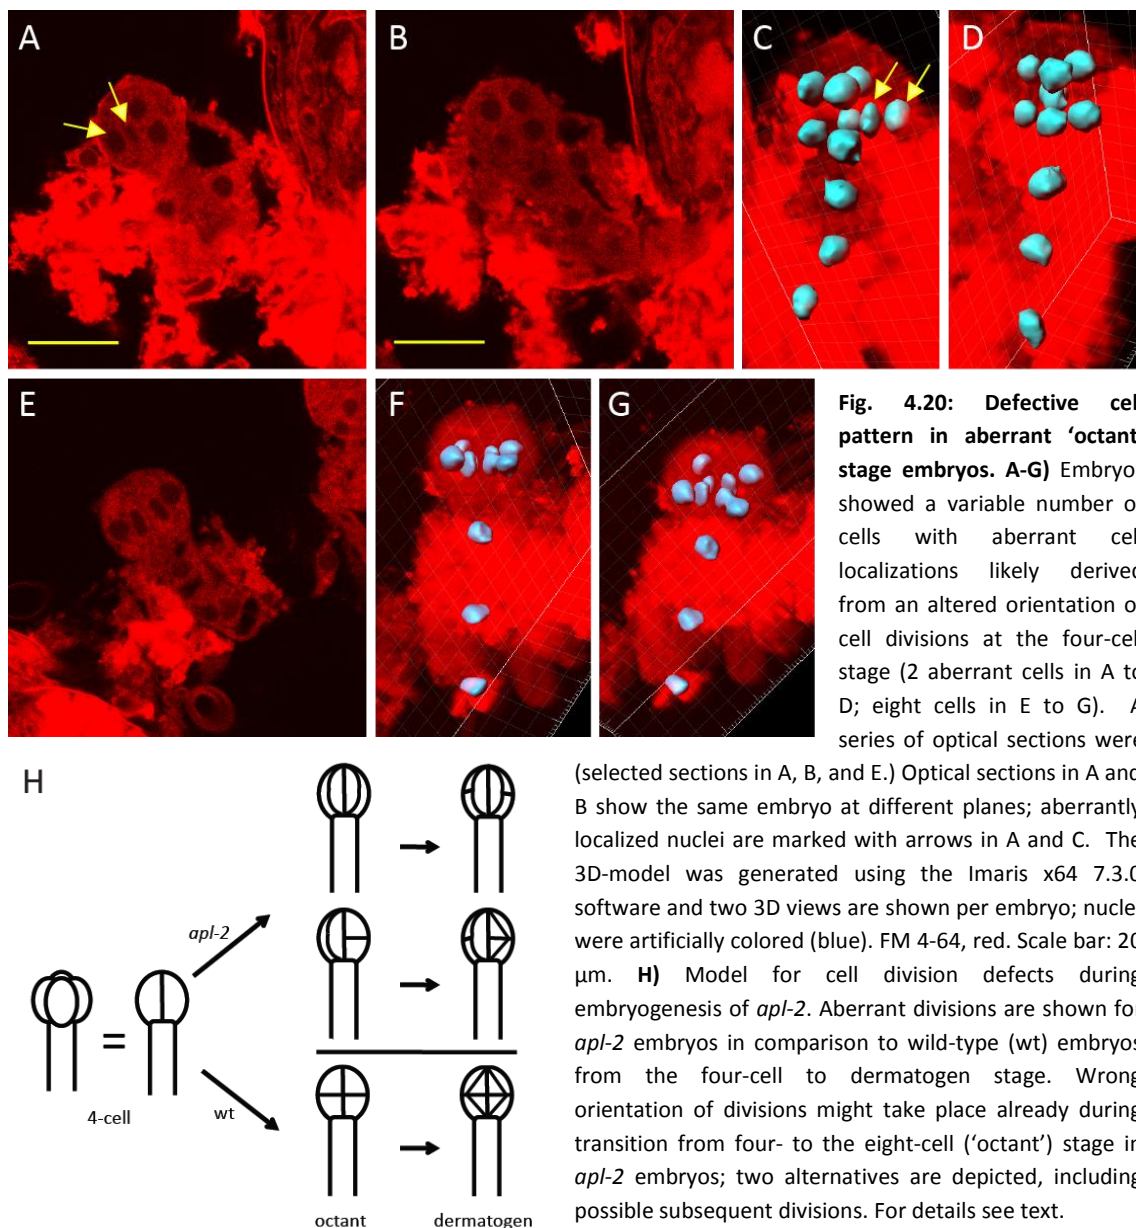 A
B
C
D
E
F
G
Fig. 4.20: Defective cel
pattern in aberrant ‘octant
stage embryos. A-G) Embryo
showed a variable number o
cells with aberrant cel
localizations likely derived
from an altered orientation o
cell divisions at the four-cel
stage (2 aberrant cells in A to
D; eight cells in E to G). A
series of optical sections were
(selected sections in A, B, and E.) Optical sections in A and
B show the same embryo at different planes; aberrantly
localized nuclei are marked with arrows in A and C. The
3D-model was generated using the Imaris x64 7.3.0
software and two 3D views are shown per embryo; nucle
were artificially colored (blue). FM 4-64, red. Scale bar: 20
µm. H) Model for cell division defects during
embryogenesis of apl-2. Aberrant divisions are shown fo
apl-2 embryos in comparison to wild-type (wt) embryos
from the four-cell to dermatogen stage. Wrong
orientation of divisions might take place already during
transition from four- to the eight-cell (‘octant’) stage in
apl-2 embryos; two alternatives are depicted, including
possible subsequent divisions. For details see text.
H
apl-2
=
4-cell
wt
octant
dermatogen